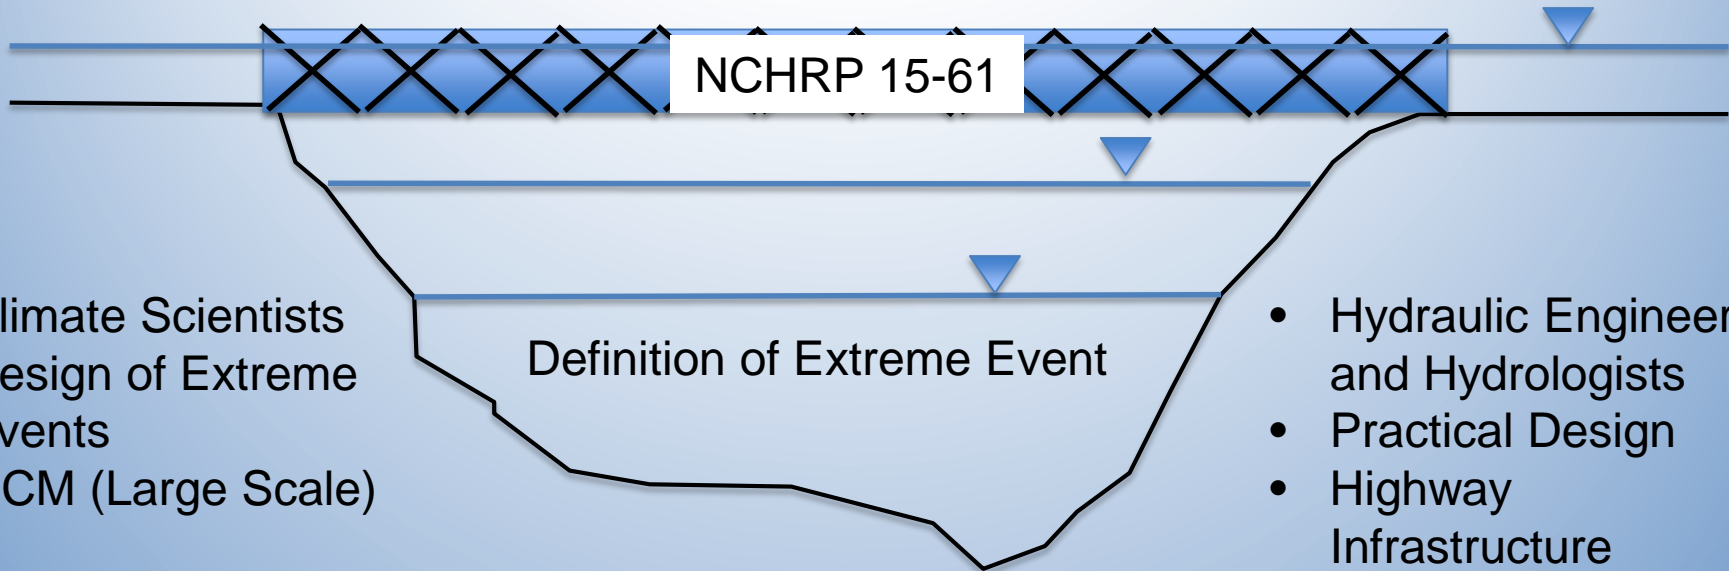 NCHRP 15-61
Definition of Extreme Event
limate Scientists
esign of Extreme
vents
CM (Large Scale)
• Hydraulic Engineer
and Hydrologists
• Practical Design
• Highway
Infrastructure